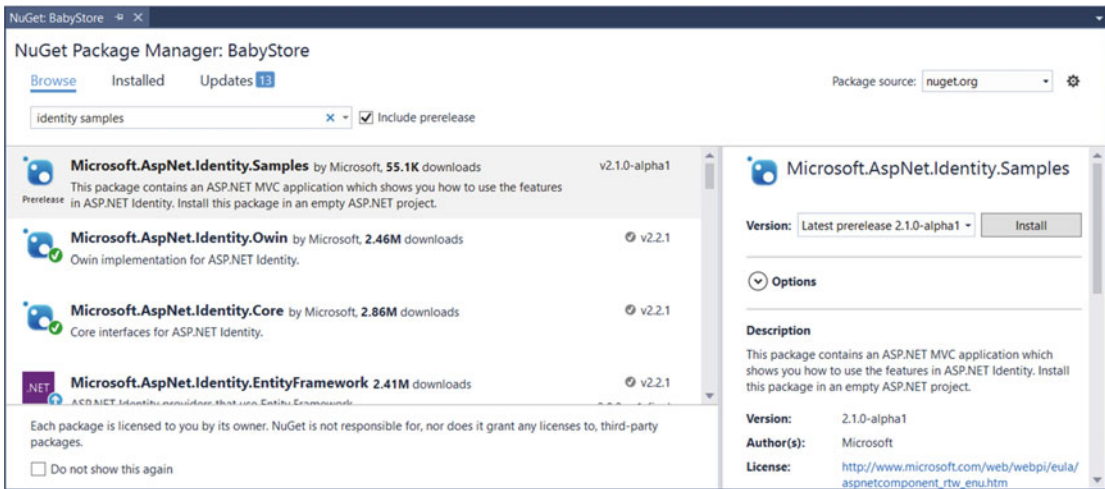 NuGet: BabyStore
NuGet Package Manager: BabyStore
Browse Installed Updates 13
Package source: nuget.org
identity samples
Include prerelease
Microsoft.AspNet.Identity.Samples by Microsoft, 55.1K downloads v2.1.0-alpha1
This package contains an ASP.NET MVC application which shows you how to use the features
Prerelease in ASP.NET Identity. Install this package in an empty ASP.NET project.
Microsoft.AspNet.Identity.Owin by Microsoft, 2.46M downloads v2.2.1
Owin implementation for ASP.NET Identity.
Microsoft.AspNet.Identity.Core by Microsoft, 2.86M downloads v2.2.1
Core interfaces for ASP.NET Identity.
.NET
Microsoft.AspNet.Identity.EntityFramework 2.41M downloads v2.2.1
ASP.NET Identity providers that use Entity Framework
Each package is licensed to you by its owner. NuGet is not responsible for, nor does it grant any licenses to, third-party
packages.
Do not show this again
Microsoft.AspNet.Identity.Samples
Version: Latest prerelease 2.1.0-alpha1 Install
Options
Description
This package contains an ASP.NET MVC application which
shows you how to use the features in ASP.NET Identity. Install
this package in an empty ASP.NET project.
Version: 2.1.0-alpha1
Author(s): Microsoft
License: http://www.microsoft.com/web/webpi/eula/
aspnetcomponent_rtw_enu.htm